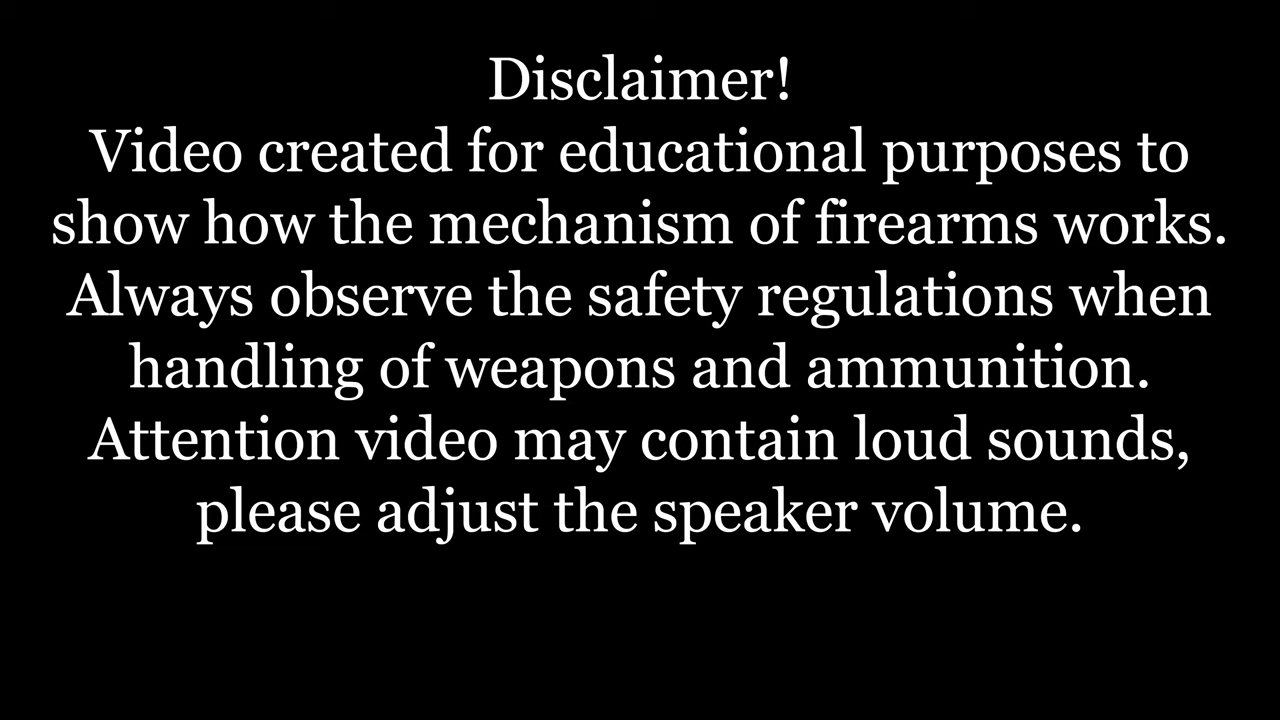 Disclaimer!
Video created for educational purposes to
show how the mechanism of firearms works.
Always observe the safety regulations when
handling of weapons and ammunition.
Attention video may contain loud sounds,
please adjust the speaker volume.